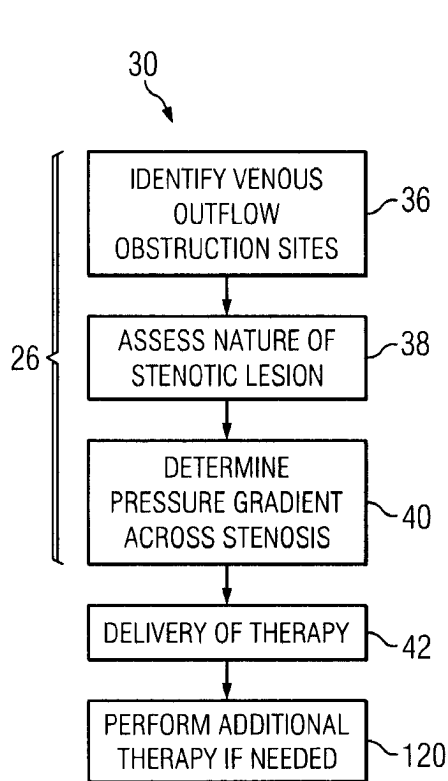 30
IDENTIFY VENOUS
OUTFLOW
OBSTRUCTION SITES
36
ASSESS NATURE OF
STENOTIC LESION
38
26
DETERMINE
PRESSURE GRADIENT
ACROSS STENOSIS
40
DELIVERY OF THERAPY
42
PERFORM ADDITIONAL
THERAPY IF NEEDED
120